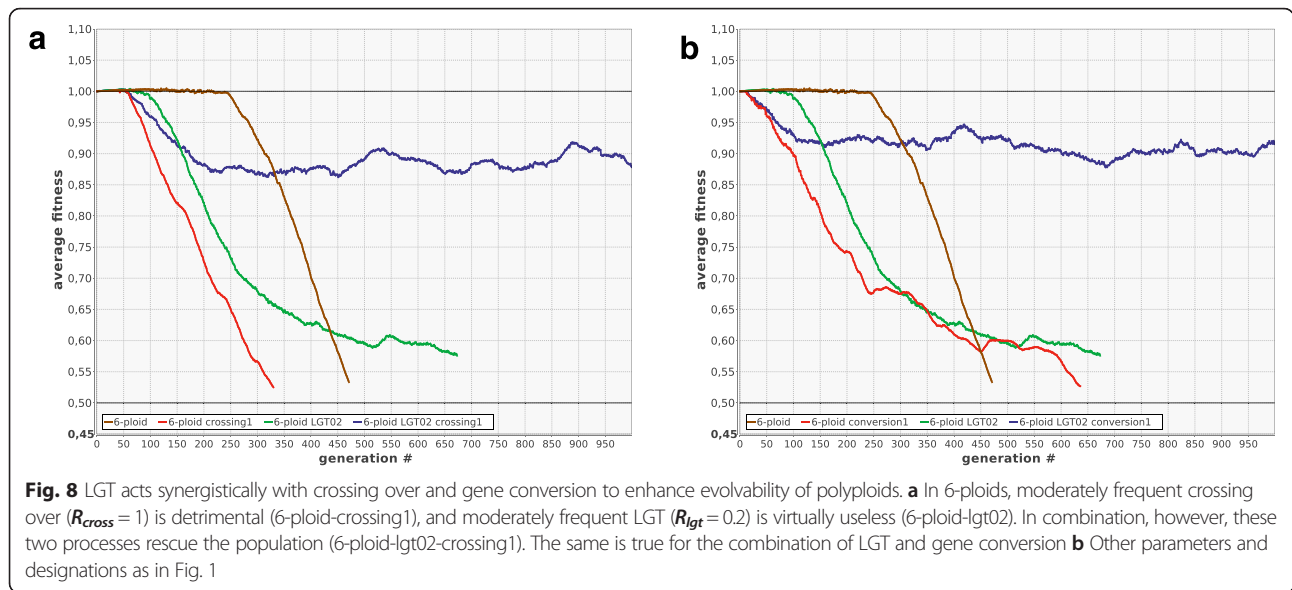 a
1,10
1,05
1,00
0,95
0,90
0,85
0,80
0,75
0,70
0,65
0,60
0,55
0,50
0,45
average fitness
6-ploid 6-ploid crossing1 6-ploid LGT02 6-ploid LGT02 crossing1
0 50 100 150 200 250 300 350 400 450 500 550 600 650 700 750 800 850 900 950
generation #
b
1,10
1,05
1,00
0,95
0,90
0,85
0,80
0,75
0,70
0,65
0,60
0,55
0,50
0,45
average fitness
6-ploid 6-ploid conversion1 6-ploid LGT02 6-ploid LGT02 conversion1
0 50 100 150 200 250 300 350 400 450 500 550 600 650 700 750 800 850 900 950
generation #
Fig. 8 LGT acts synergistically with crossing over and gene conversion to enhance evolvability of polyploids. a In 6-ploids, moderately frequent crossing
over (Rcross = 1) is detrimental (6-ploid-crossing1), and moderately frequent LGT (Rlgt = 0.2) is virtually useless (6-ploid-lgt02). In combination, however, these
two processes rescue the population (6-ploid-lgt02-crossing1). The same is true for the combination of LGT and gene conversion b Other parameters and
designations as in Fig. 1